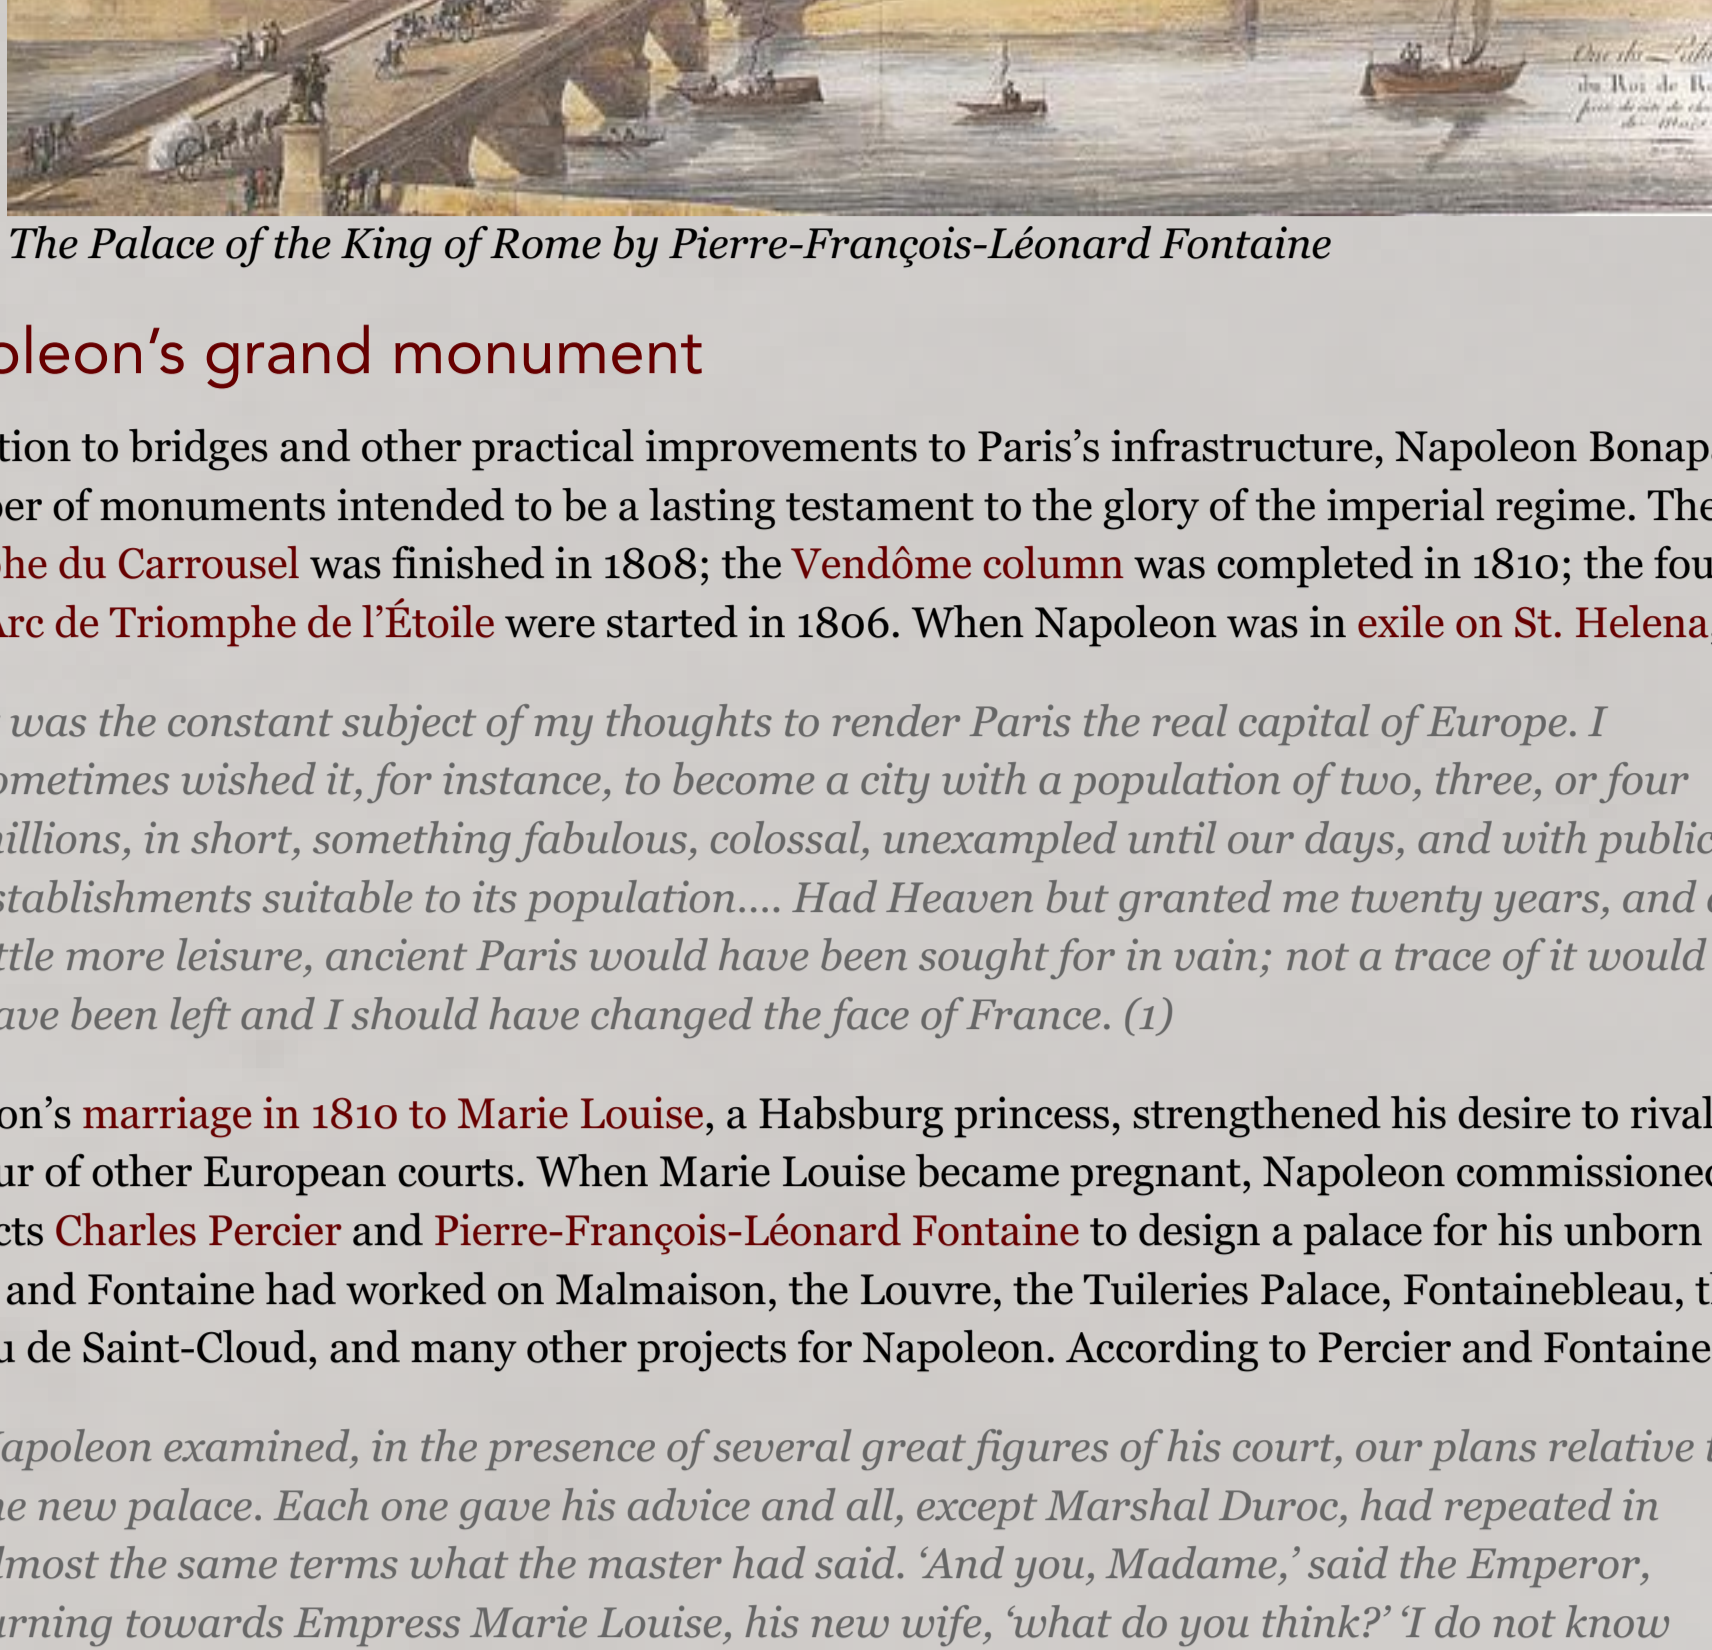 du Roi de
The Palace of the King of Rome by Pierre-François-Léonard Fontaine
oleon‘s grand monument
tion to bridges and other practical improvements to Paris’s infrastructure, Napoleon Bonap
ber of monuments intended to be a lasting testament to the glory of the imperial regime. The
phe du Carrousel was finished in 1808; the Vendôme column was completed in 1810; the fou
Arc de Triomphe de l’Étoile were started in 1806. When Napoleon was in exile on St. Helena,
was the constant subject of my thoughts to render Paris the real capital of Europe. I
ometimes wished it, for instance, to become a city with a population of two, three, or four
illions, in short, something fabulous, colossal, unexampled until our days, and with public
stablishments suitable to its population.... Had Heaven but granted me twenty years, and a
ttle more leisure, ancient Paris would have been sought for in vain; not a trace of it would
ave been left and I should have changed the face of France. (1)
on’s marriage in 1810 to Marie Louise, a Habsburg princess, strengthened his desire to rival
ur of other European courts. When Marie Louise became pregnant, Napoleon commissioned
cts Charles Percier and Pierre-François-Léonard Fontaine to design a palace for his unborn
and Fontaine had worked on Malmaison, the Louvre, the Tuileries Palace, Fontainebleau, th
u de Saint-Cloud, and many other projects for Napoleon. According to Percier and Fontaine
Napoleon examined, in the presence of several great figures of his court, our plans relative t
he new palace. Each one gave his advice and all, except Marshal Duroc, had repeated in
lmost the same terms what the master had said. ‘And you, Madame,’ said the Emperor,
urning towards Empress Marie Louise, his new wife, ‘what do you think?’ ‘I do not know